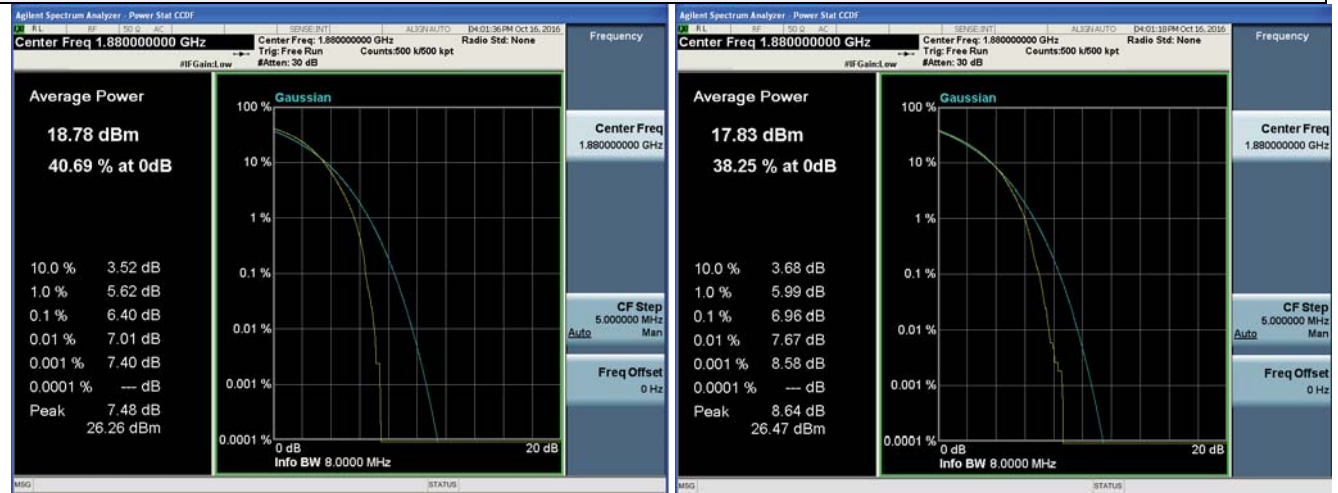 Agilent Spectrum Analyzer - Power Stat CCDF
RL RF 50 Ω AC SENSE:INT ALIGN AUTO 04:01:36 PM Oct 16, 2016
Center Freq 1.880000000 GHz
Center Freq: 1.880000000 GHz Radio Std: None
Trig: Free Run Counts:500 k/500 kpt
#IFGain:Low #Atten: 30 dB
Average Power
18.78 dBm
40.69 % at 0dB
10.0 % 3.52 dB
1.0 % 5.62 dB
0.1 % 6.40 dB
0.01 % 7.01 dB
0.001 % 7.40 dB
0.0001 % --- dB
Peak 7.48 dB
26.26 dBm
Gaussian
100 %
10 %
1 %
0.1 %
0.01 %
0.001 %
0.0001 %
0 dB 20 dB
Info BW 8.0000 MHz
Frequency
Center Freq
1.880000000 GHz
CF Step
5.000000 MHz
Auto Man
Freq Offset
0 Hz
MSG STATUS
Agilent Spectrum Analyzer - Power Stat CCDF
RL RF 50 Ω AC SENSE:INT ALIGN AUTO 04:01:18 PM Oct 16, 2016
Center Freq 1.880000000 GHz
Center Freq: 1.880000000 GHz Radio Std: None
Trig: Free Run Counts:500 k/500 kpt
#IFGain:Low #Atten: 30 dB
Average Power
17.83 dBm
38.25 % at 0dB
10.0 % 3.68 dB
1.0 % 5.99 dB
0.1 % 6.96 dB
0.01 % 7.67 dB
0.001 % 8.58 dB
0.0001 % --- dB
Peak 8.64 dB
26.47 dBm
Gaussian
100 %
10 %
1 %
0.1 %
0.01 %
0.001 %
0.0001 %
0 dB 20 dB
Info BW 8.0000 MHz
Frequency
Center Freq
1.880000000 GHz
CF Step
5.000000 MHz
Auto Man
Freq Offset
0 Hz
MSG STATUS